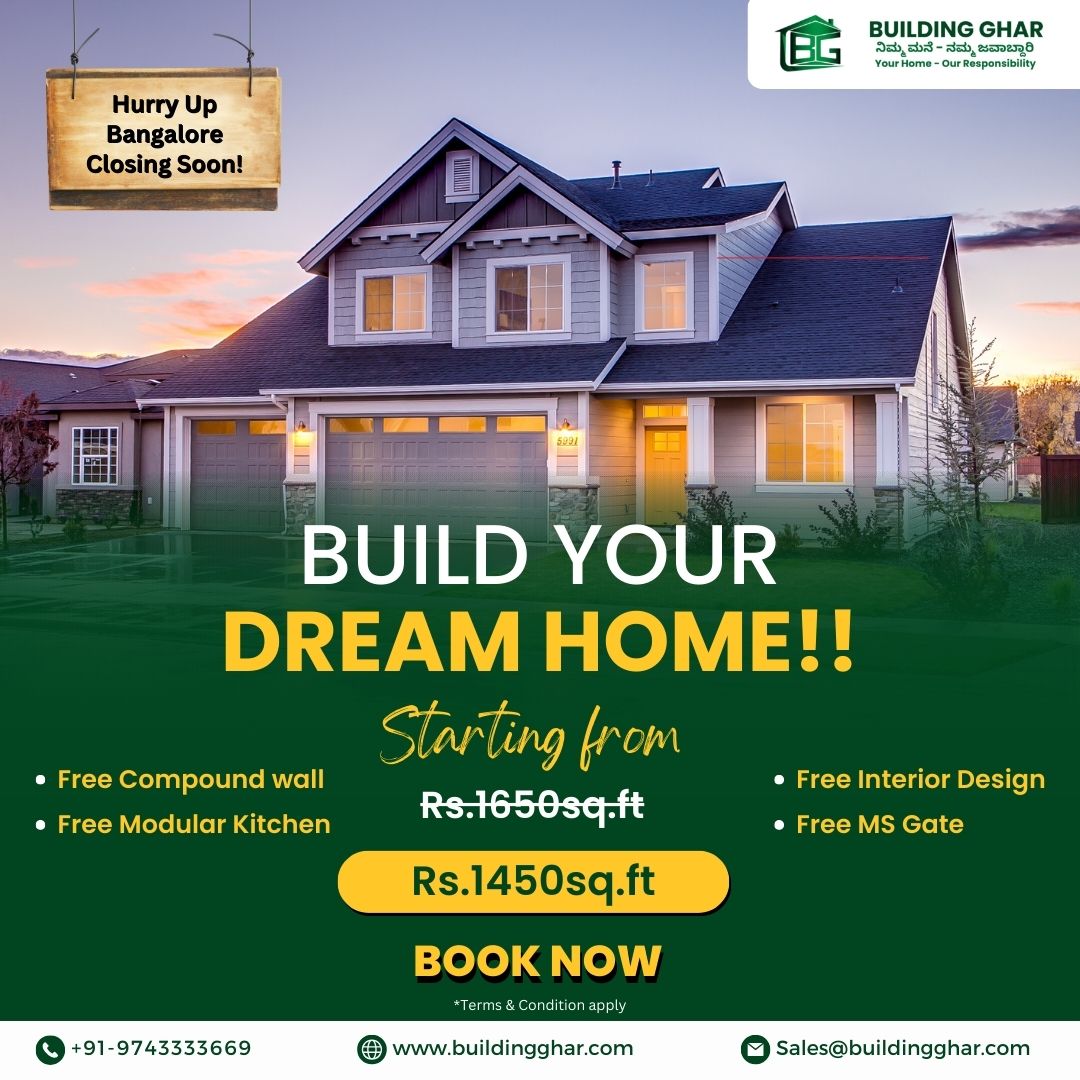 Hurry Up
Bangalore
Closing Soon!
BG
BUILDING GHAR
ನಿಮ್ಮ ಮನೆ - ನಮ್ಮ ಜವಾಬ್ದಾರಿ
Your Home - Our Responsibility
5991
BUILD YOUR
DREAM HOME!!
Starting from
Free Compound wall
Free Modular Kitchen
Rs.1650sq.ft
Free Interior Design
Free MS Gate
Rs.1450sq.ft
BOOK NOW
*Terms & Condition apply
+91-9743333669
www.buildingghar.com
Sales@buildingghar.com